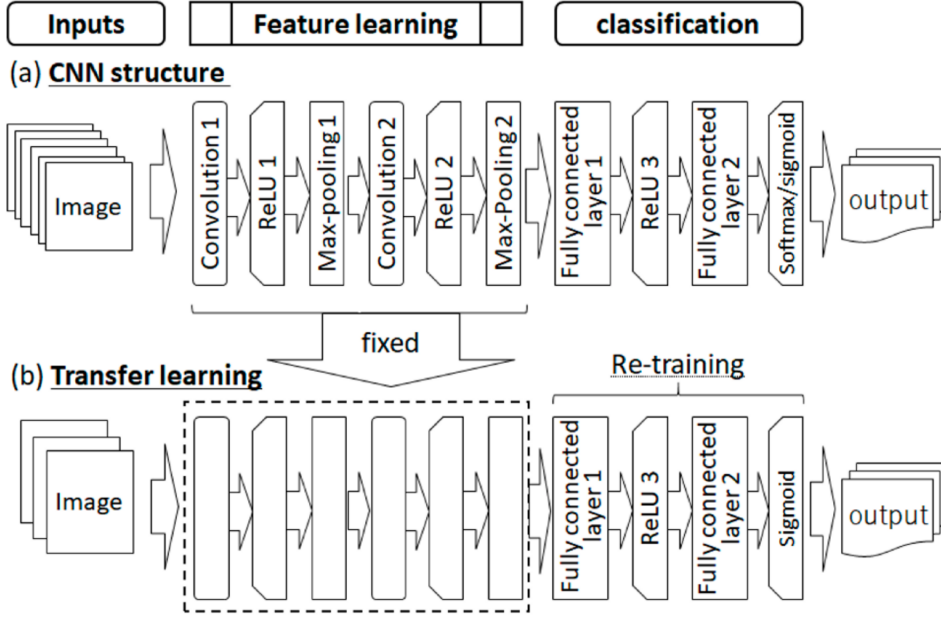 Inputs
Feature learning
classification
(a) CNN structure
Image
Convolution 1
ReLU 1
Max-pooling 1
Convolution 2
ReLU 2
Max-Pooling 2
Fully connected
layer 1
ReLU 3
Fully connected
layer 2
Softmax/sigmoid
output
fixed
(b) Transfer learning
Re-training
Image
Fully connected
layer 1
ReLU 3
Fully connected
layer 2
Sigmoid
output